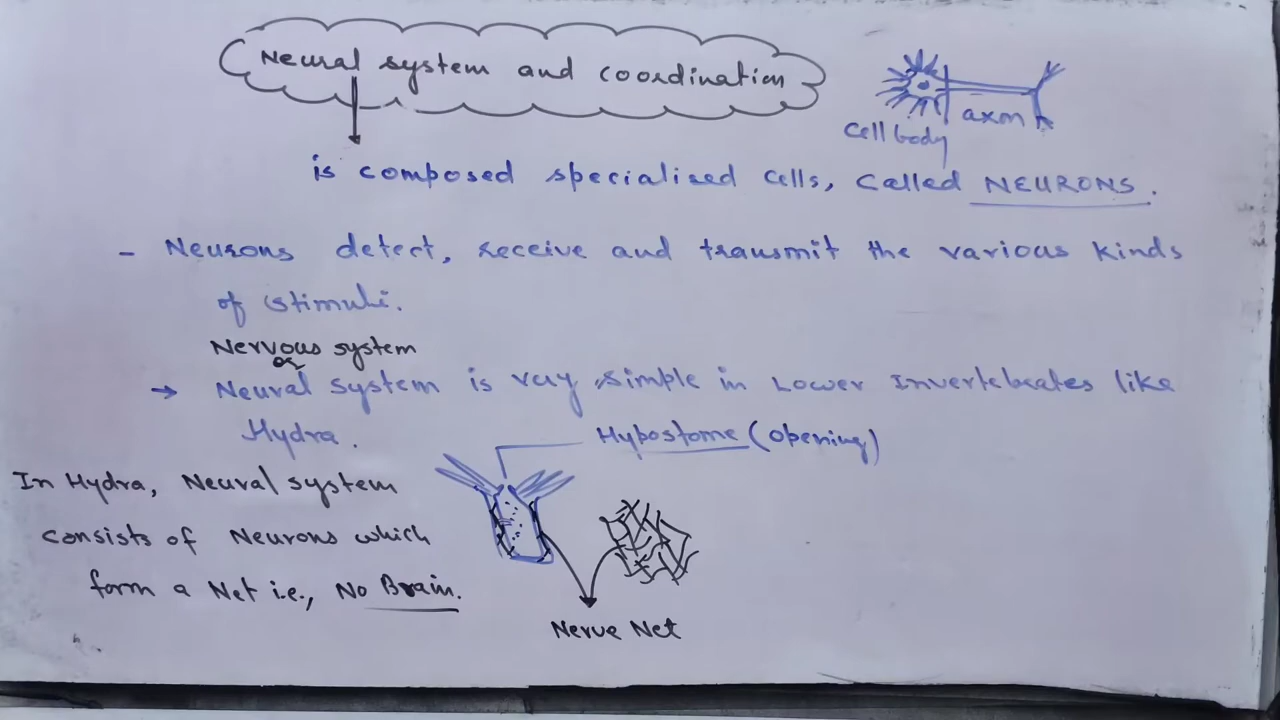 Neural system and coordination
cell body
axon
is composed specialised cells, called NEURONS.
- Neurons detect, receive and transmit the various kinds
of stimuli.
Nervous system
or
→ Neural system is very simple in Lower Invertebrates like
Hydra.
Hypostome (opening)
In Hydra, Neural system
consists of Neurons which
form a Net i.e., No Brain.
Nerve Net